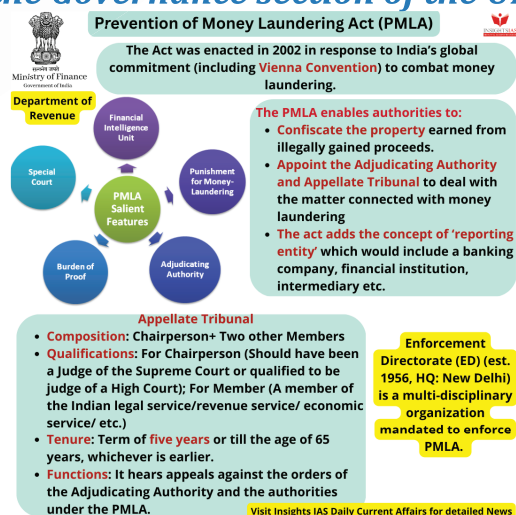 the Governance section of the
Prevention of Money Laundering Act (PMLA)
सत्यमेव जयते
Ministry of Finance
Government of India
INSIGHTSIAS
The Act was enacted in 2002 in response to India's global
commitment (including Vienna Convention) to combat money
laundering.
Department of
Revenue
Financial
Intelligence
Unit
Special
Court
Punishment
for Money-
Laundering
PMLA
Salient
Features
Burden of
Proof
Adjudicating
Authority
The PMLA enables authorities to:
• Confiscate the property earned from
illegally gained proceeds.
• Appoint the Adjudicating Authority
and Appellate Tribunal to deal with
the matter connected with money
laundering
• The act adds the concept of 'reporting
entity' which would include a banking
company, financial institution,
intermediary etc.
Appellate Tribunal
• Composition: Chairperson+ Two other Members
• Qualifications: For Chairperson (Should have been
a Judge of the Supreme Court or qualified to be
judge of a High Court); For Member (A member of
the Indian legal service/revenue service/ economic
service/ etc.)
• Tenure: Term of five years or till the age of 65
years, whichever is earlier.
• Functions: It hears appeals against the orders of
the Adjudicating Authority and the authorities
under the PMLA.
Enforcement
Directorate (ED) (est.
1956, HQ: New Delhi)
is a multi-disciplinary
organization
mandated to enforce
PMLA.
Visit Insights IAS Daily Current Affairs for detailed News